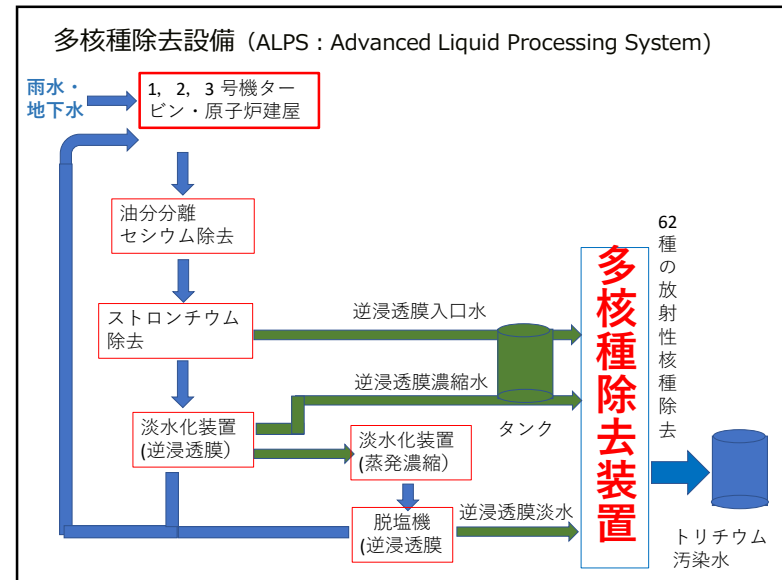 多核種除去設備（ALPS：Advanced Liquid Processing System)
雨水・
地下水
1，2，3 号機ター
ビン・原子炉建屋
油分分離
セシウム除去
ストロンチウム
除去
淡水化装置
(逆浸透膜）
逆浸透膜入口水
逆浸透膜濃縮水
タンク
淡水化装置
(蒸発濃縮）
脱塩機
(逆浸透膜
逆浸透膜淡水
多核種除去装置
62種の放射性核種除去
トリチウム
汚染水